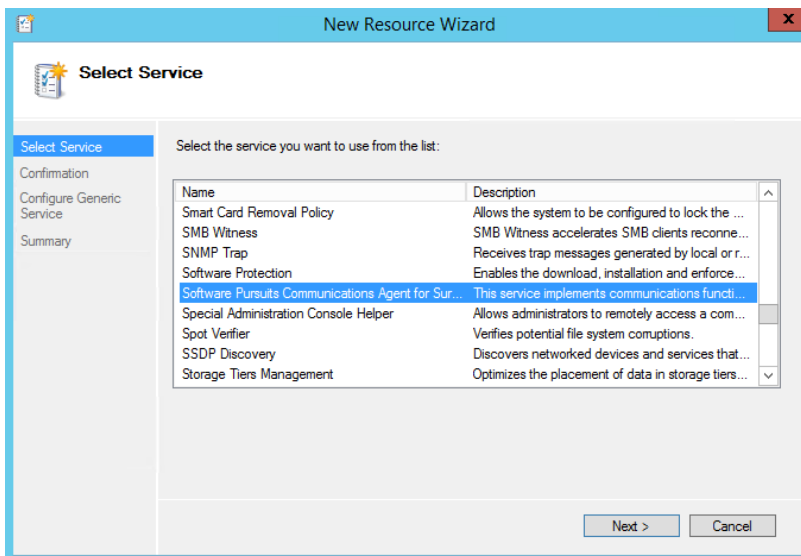 New Resource Wizard
x
Select Service
Select Service
Confirmation
Configure Generic
Service
Summary
Select the service you want to use from the list:
Name Description
Smart Card Removal Policy Allows the system to be configured to lock the ...
SMB Witness SMB Witness accelerates SMB clients reconne...
SNMP Trap Receives trap messages generated by local or r...
Software Protection Enables the download, installation and enforce...
Software Pursuits Communications Agent for Sur... This service implements communications functi...
Special Administration Console Helper Allows administrators to remotely access a com...
Spot Verifier Verifies potential file system corruptions.
SSDP Discovery Discovers networked devices and services that...
Storage Tiers Management Optimizes the placement of data in storage tiers...
Next > Cancel